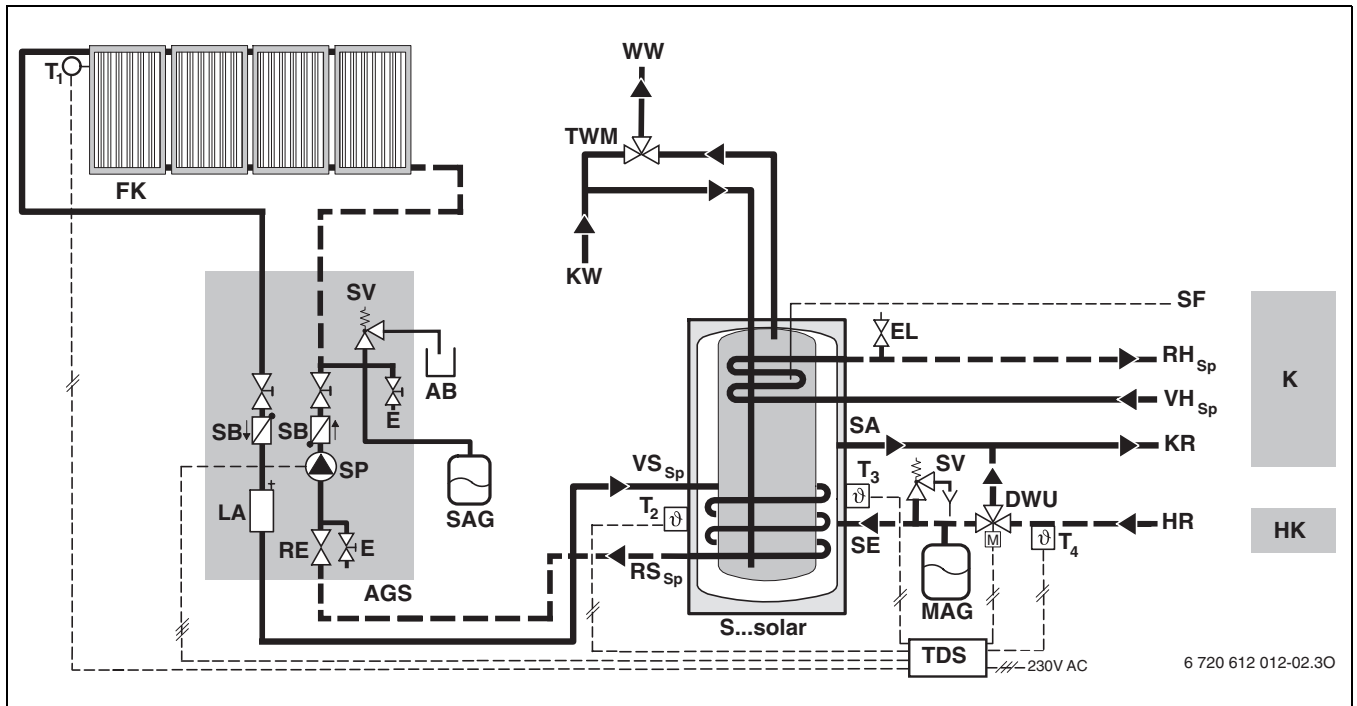 WW
T1
TWM
FK
KW
SV
SF
EL
RHSp
AB
K
E
VHSp
SB
SB
SA
SV
KR
SP
VSSp
T3
DWU
LA
SAG
T2
ϑ
ϑ
HR
RE
E
SE
M
ϑ
T4
HK
RSSp
AGS
MAG
S...solar
TDS
230V AC
6 720 612 012-02.3O